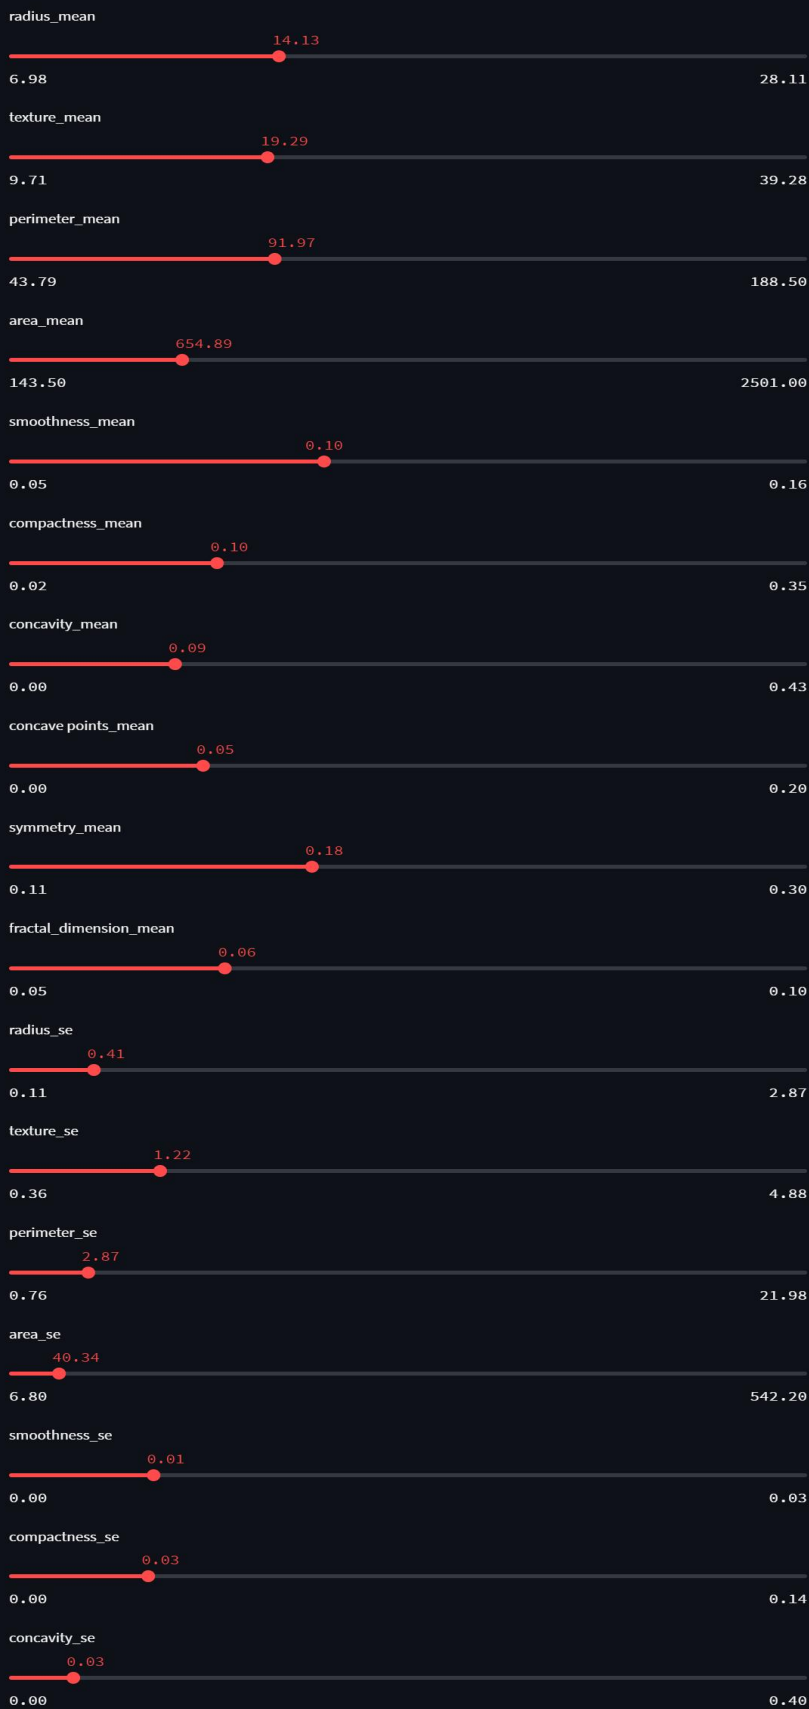 radius_mean
14.13
6.98 28.11
texture_mean
19.29
9.71 39.28
perimeter_mean
91.97
43.79 188.50
area_mean
654.89
143.50 2501.00
smoothness_mean
0.10
0.05 0.16
compactness_mean
0.10
0.02 0.35
concavity_mean
0.09
0.00 0.43
concave points_mean
0.05
0.00 0.20
symmetry_mean
0.18
0.11 0.30
fractal_dimension_mean
0.06
0.05 0.10
radius_se
0.41
0.11 2.87
texture_se
1.22
0.36 4.88
perimeter_se
2.87
0.76 21.98
area_se
40.34
6.80 542.20
smoothness_se
0.01
0.00 0.03
compactness_se
0.03
0.00 0.14
concavity_se
0.03
0.00 0.40